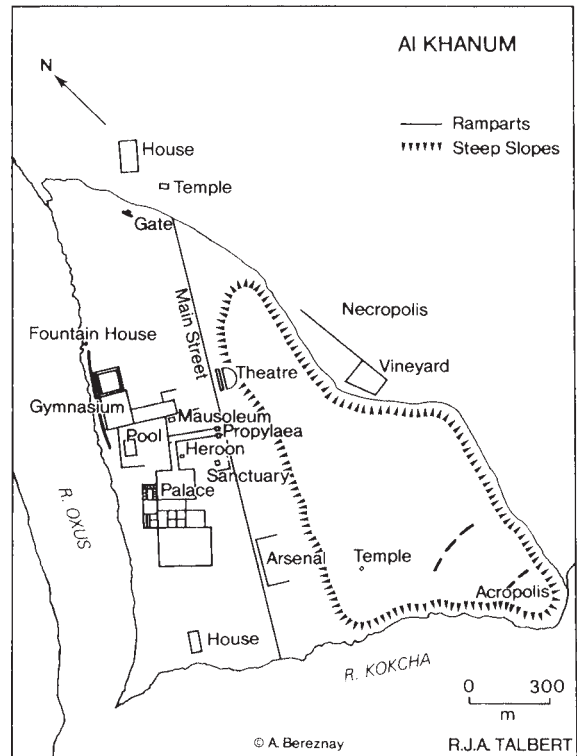 AI KHANUM
N
Ramparts
Steep Slopes
House
Temple
Gate
Main Street
Necropolis
Fountain House
Vineyard
Theatre
Gymnasium
Mausoleum
Propylaea
Pool
Heroon
Sanctuary
Palace
R. OXUS
Arsenal
Temple
Acropolis
House
R. KOKCHA
0 300
m
© A. Bereznay
R.J.A. TALBERT